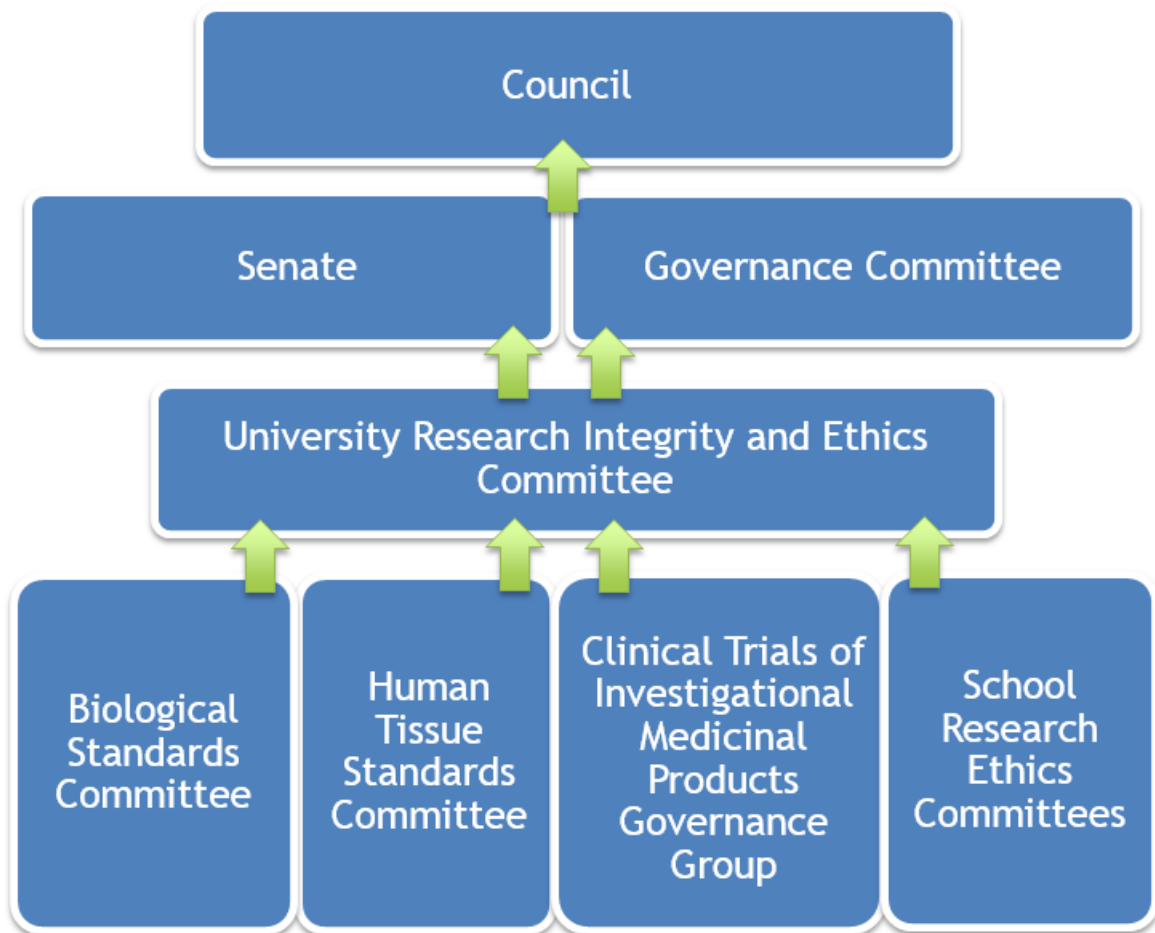 Council
Senate
Governance Committee
University Research Integrity and Ethics
Committee
Biological
Standards
Committee
Human
Tissue
Standards
Committee
Clinical Trials of
Investigational
Medicinal
Products
Governance
Group
School
Research
Ethics
Committees